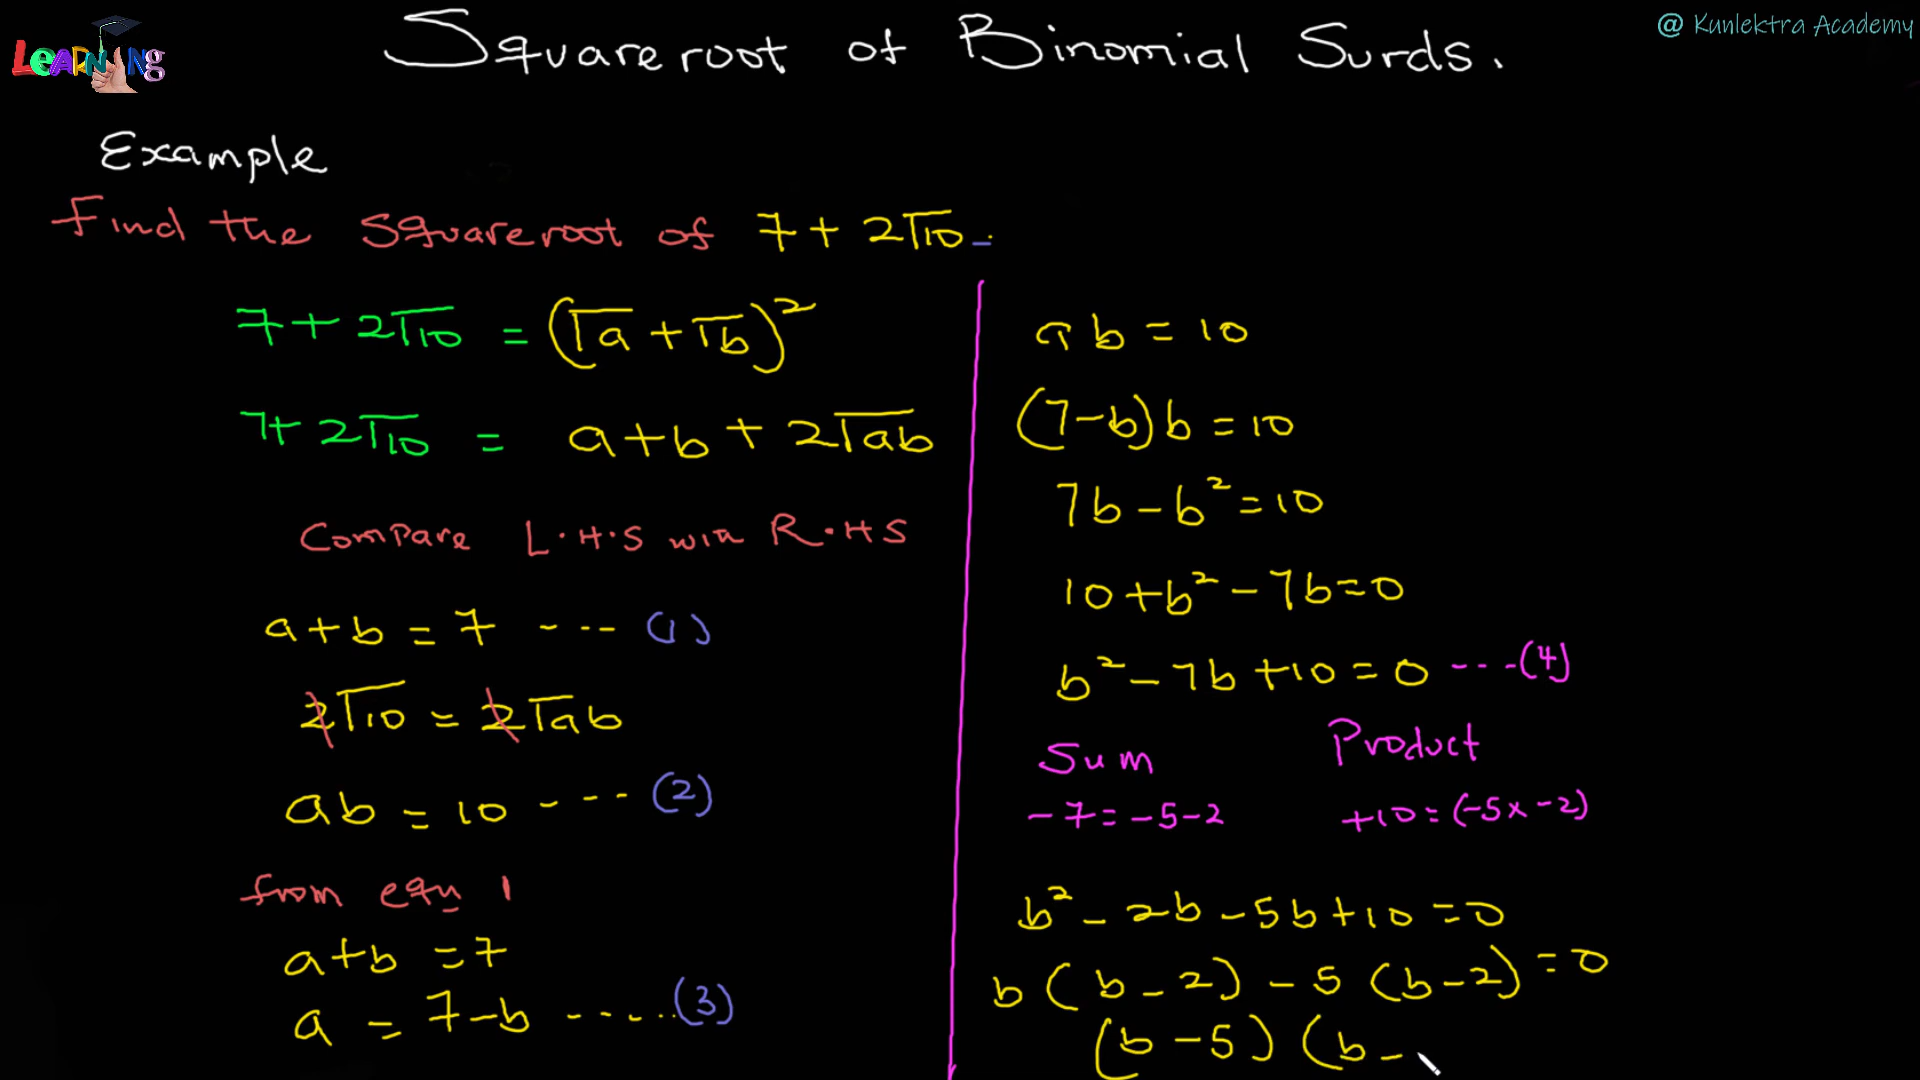 LeARNiNg
Squareroot of Binomial Surds.
@ Kunlektra Academy
Example
Find the Squareroot of 7 + 2√10 -
7 + 2√10 = (√a + √b)²
7 + 2√10 = a + b + 2√ab
Compare L.H.S with R.H.S
a + b = 7 --- (1)
2√10 = 2√ab
ab = 10 --- (2)
from eqn 1
a + b = 7
a = 7 - b ----- (3)
ab = 10
(7 - b) b = 10
7b - b² = 10
10 + b² - 7b = 0
b² - 7b + 10 = 0 --- (4)
Sum Product
-7 = -5 - 2 +10 = (-5 x -2)
b² - 2b - 5b + 10 = 0
b (b - 2) - 5 (b - 2) = 0
(b - 5) (b -